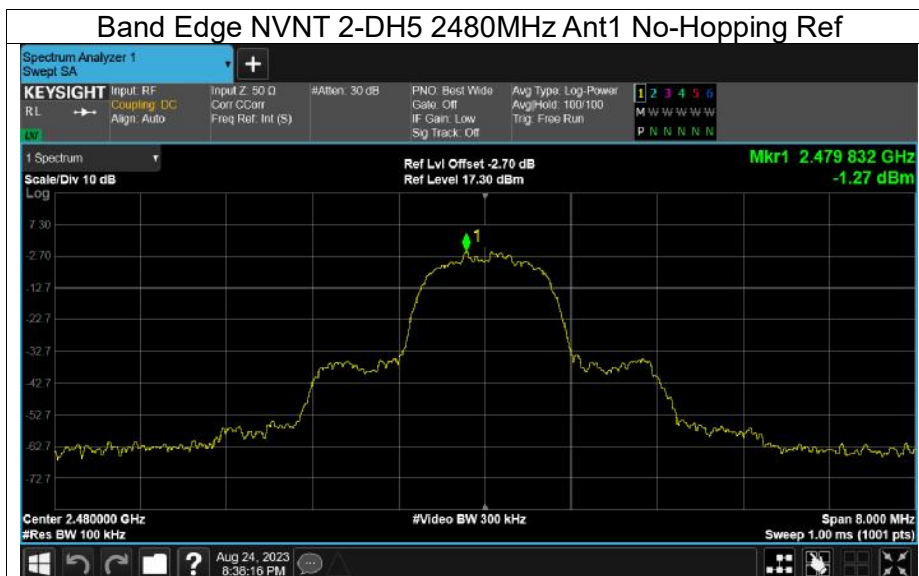 Band Edge NVNT 2-DH5 2480MHz Ant1 No-Hopping Ref
Spectrum Analyzer 1
Swept SA
KEYSIGHT
RL
Input: RF
Coupling: DC
Align: Auto
Input Z: 50 Ω
Corr CCorr
Freq Ref: Int (S)
#Atten: 30 dB
PNO: Best Wide
Gate: Off
IF Gain: Low
Sig Track: Off
Avg Type: Log-Power
Avg|Hold: 100/100
Trig: Free Run
1 2 3 4 5 6
M W W W W W
P N N N N N
1 Spectrum
Scale/Div 10 dB
Ref Lvl Offset -2.70 dB
Ref Level 17.30 dBm
Mkr1 2.479 832 GHz
-1.27 dBm
Log
7.30
1
-2.70
-12.7
-22.7
-32.7
-42.7
-52.7
-62.7
-72.7
Center 2.480000 GHz
#Video BW 300 kHz
Span 8.000 MHz
#Res BW 100 kHz
Sweep 1.00 ms (1001 pts)
Aug 24, 2023
8:38:16 PM